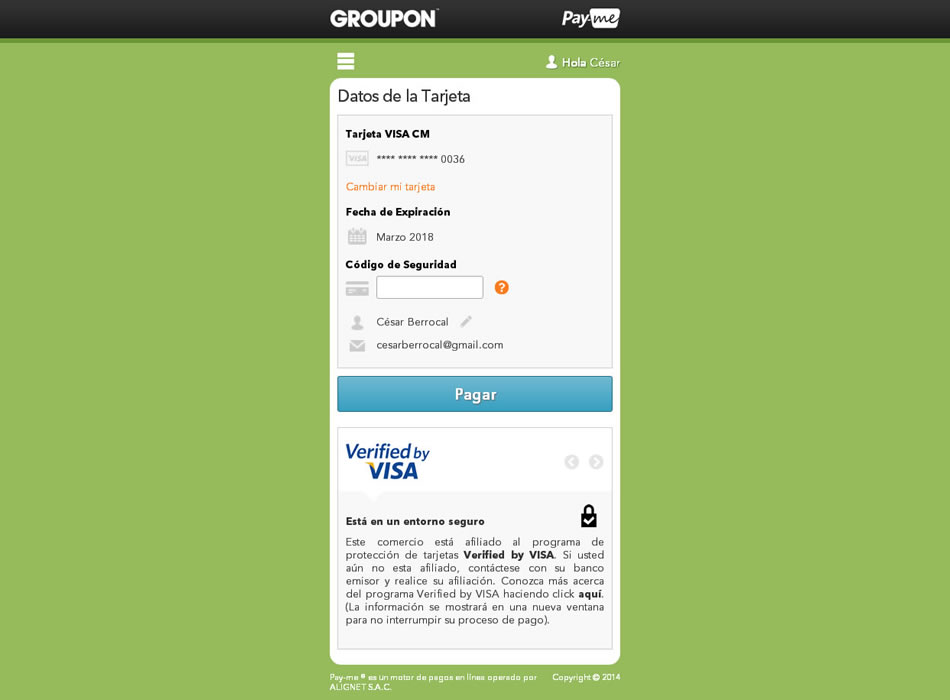 GROUPON Pay-me
Hola César
Datos de la Tarjeta
Tarjeta VISA CM
VISA **** **** **** 0036
Cambiar mi tarjeta
Fecha de Expiración
Marzo 2018
Código de Seguridad
?
César Berrocal
cesarberrocal@gmail.com
Pagar
Verified by
VISA
Está en un entorno seguro
Este comercio está afiliado al programa de
protección de tarjetas Verified by VISA. Si usted
aún no esta afiliado, contáctese con su banco
emisor y realice su afiliación. Conozca más acerca
del programa Verified by VISA haciendo click aquí.
(La información se mostrará en una nueva ventana
para no interrumpir su proceso de pago).
Pay-me ® es un motor de pagos en línea operado por Copyright © 2014
ALIGNET S.A.C.